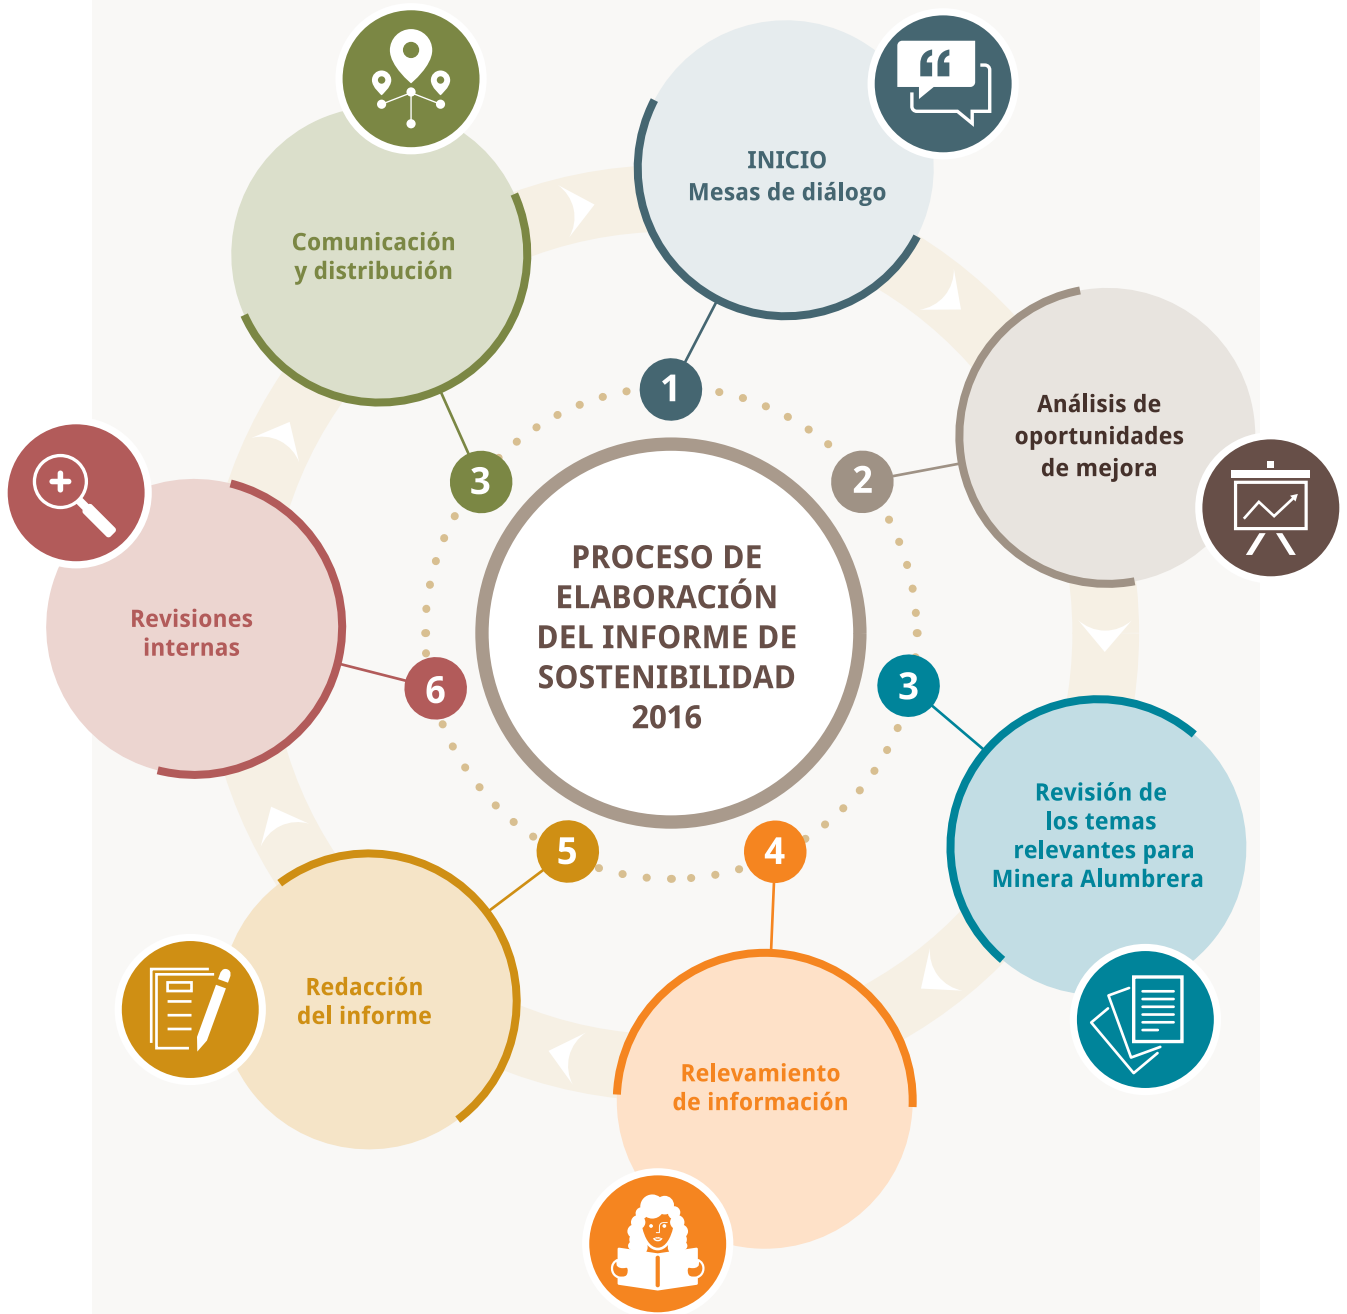 PROCESO DE
ELABORACIÓN
DEL INFORME DE
SOSTENIBILIDAD
2016
1
INICIO
Mesas de diálogo
2
Análisis de
oportunidades
de mejora
3
Revisión de
los temas
relevantes para
Minera Alumbrera
4
Relevamiento
de información
5
Redacción
del informe
6
Revisiones
internas
3
Comunicación
y distribución